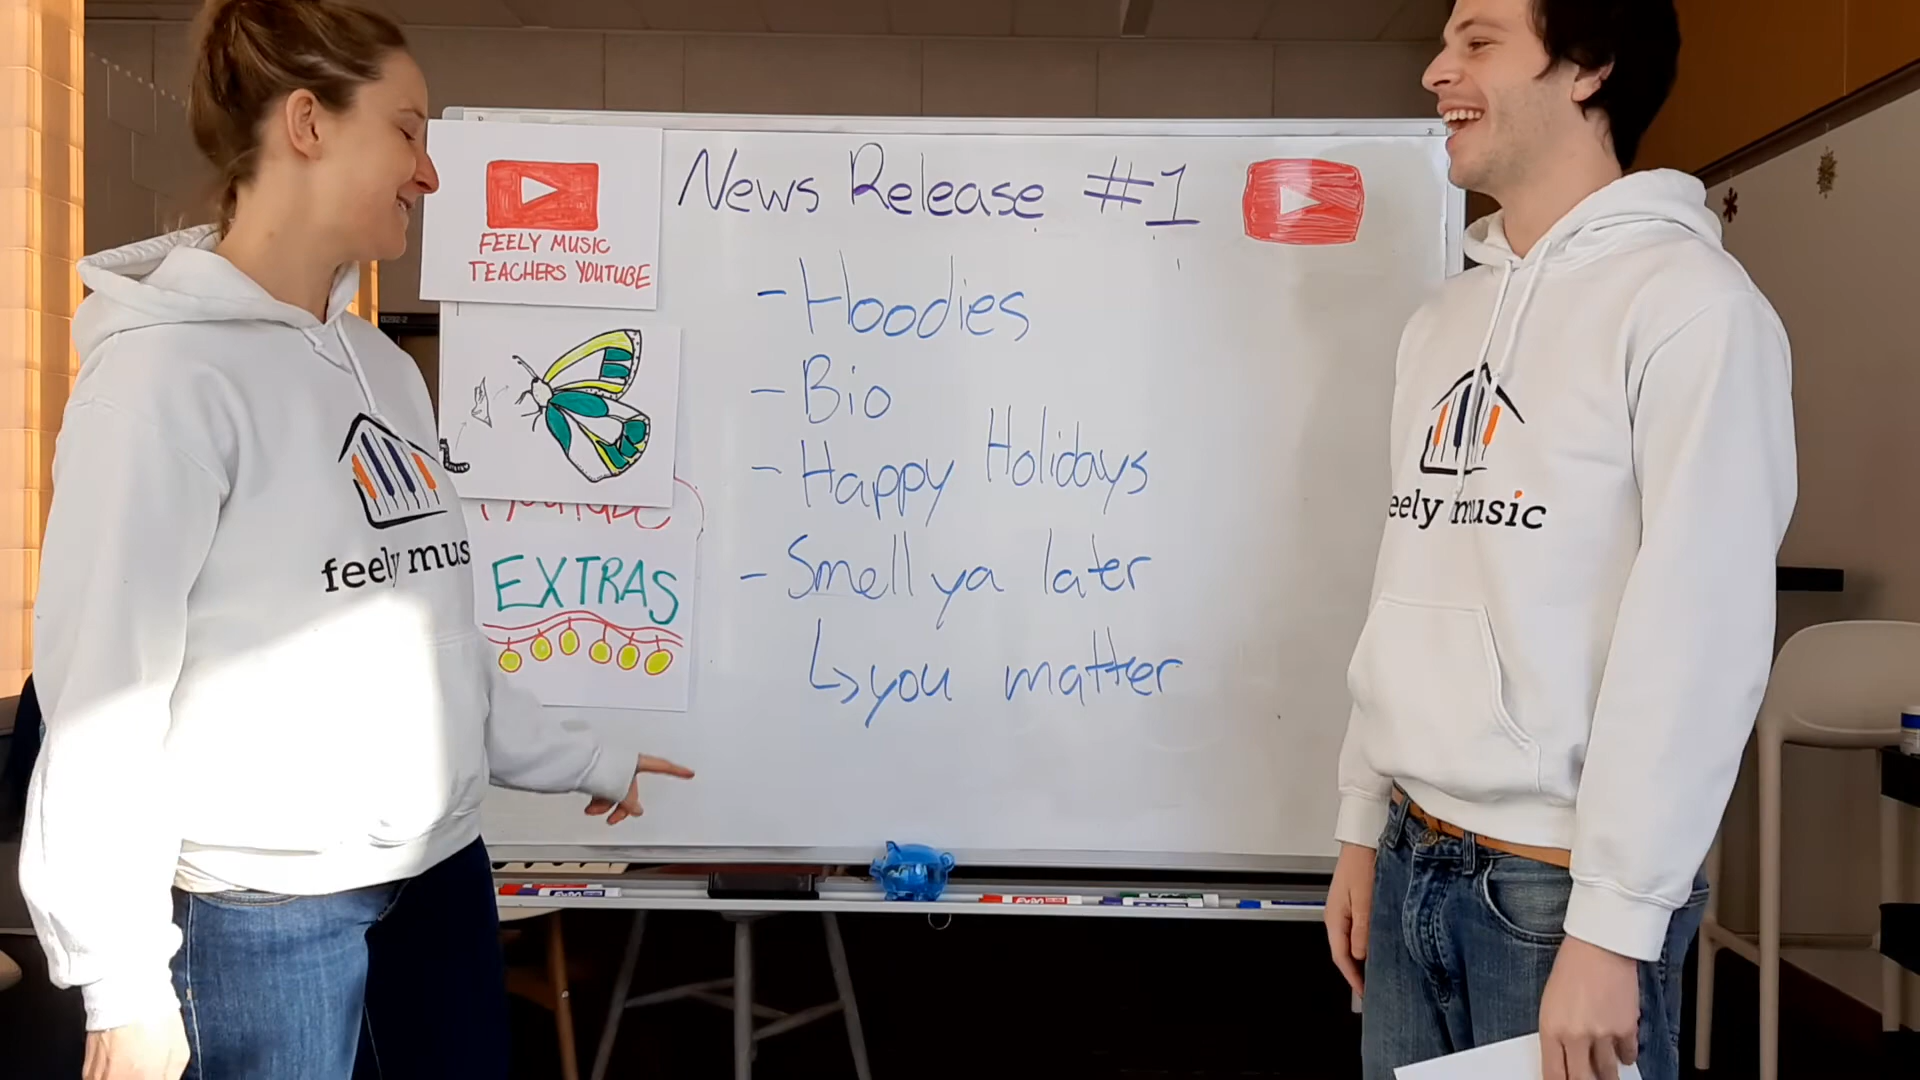 News Release #1
- Hoodies
- Bio
- Happy Holidays
- Smell ya later
↳ you matter
FEELY MUSIC
TEACHERS YOUTUBE
EXTRAS
feely mus
eely music